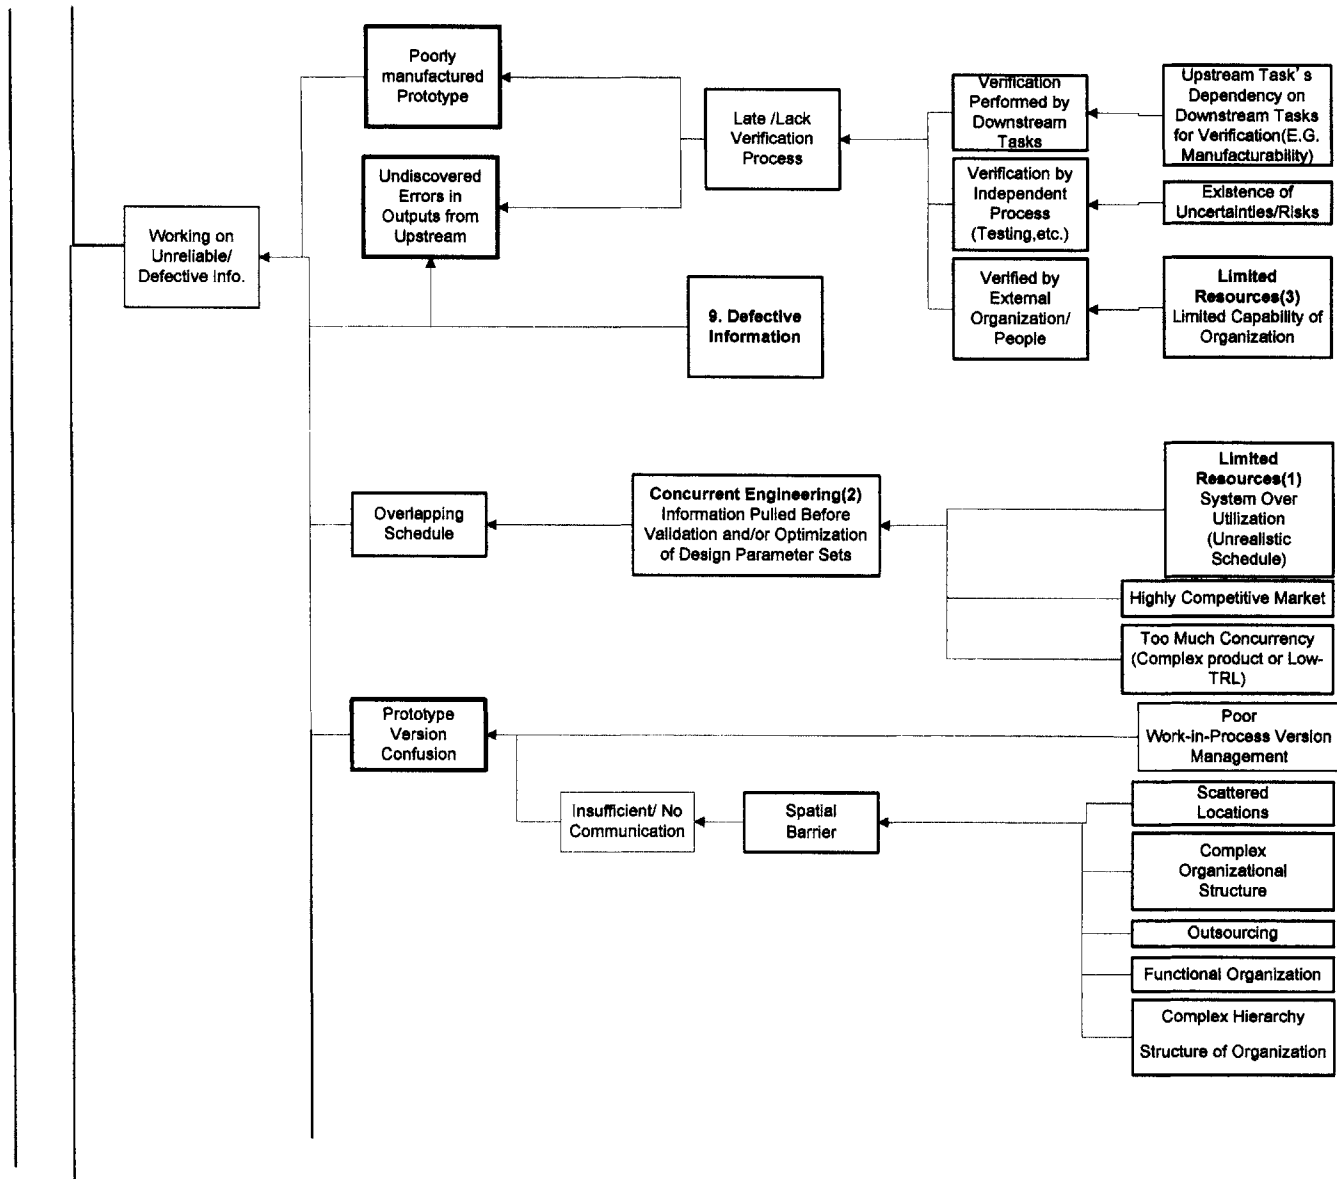 Poorly
manufactured
Prototype
Undiscovered
Errors in
Outputs from
Upstream
Working on
Unreliable/
Defective Info.
Late /Lack
Verification
Process
Verification
Performed by
Downstream
Tasks
Verification by
Independent
Process
(Testing,etc.)
Verified by
External
Organization/
People
Upstream Task's
Dependency on
Downstream Tasks
for Verification(E.G.
Manufacturability)
Existence of
Uncertainties/Risks
Limited
Resources(3)
Limited Capability of
Organization
9. Defective
Information
Overlapping
Schedule
Concurrent Engineering(2)
Information Pulled Before
Validation and/or Optimization
of Design Parameter Sets
Limited
Resources(1)
System Over
Utilization
(Unrealistic
Schedule)
Highly Competitive Market
Too Much Concurrency
(Complex product or Low-
TRL)
Prototype
Version
Confusion
Poor
Work-in-Process Version
Management
Insufficient/ No
Communication
Spatial
Barrier
Scattered
Locations
Complex
Organizational
Structure
Outsourcing
Functional Organization
Complex Hierarchy
Structure of Organization